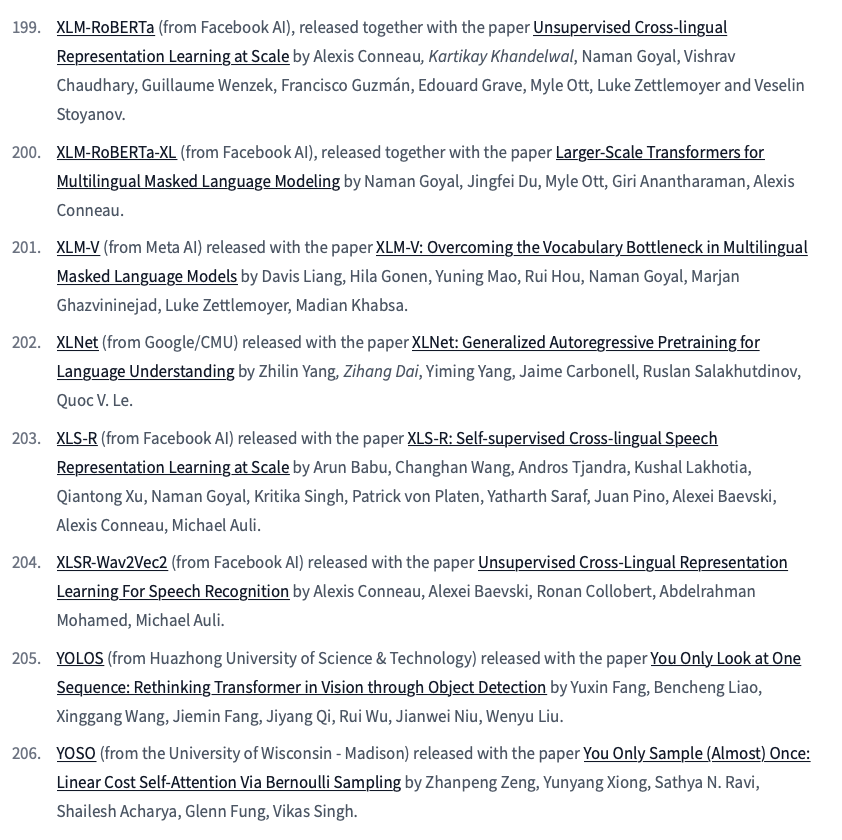 199. XLM-RoBERTa (from Facebook AI), released together with the paper Unsupervised Cross-lingual
Representation Learning at Scale by Alexis Conneau, Kartikay Khandelwal, Naman Goyal, Vishrav
Chaudhary, Guillaume Wenzek, Francisco Guzmán, Edouard Grave, Myle Ott, Luke Zettlemoyer and Veselin
Stoyanov.
200. XLM-RoBERTa-XL (from Facebook AI), released together with the paper Larger-Scale Transformers for
Multilingual Masked Language Modeling by Naman Goyal, Jingfei Du, Myle Ott, Giri Anantharaman, Alexis
Conneau.
201. XLM-V (from Meta AI) released with the paper XLM-V: Overcoming the Vocabulary Bottleneck in Multilingual
Masked Language Models by Davis Liang, Hila Gonen, Yuning Mao, Rui Hou, Naman Goyal, Marjan
Ghazvininejad, Luke Zettlemoyer, Madian Khabsa.
202. XLNet (from Google/CMU) released with the paper XLNet: Generalized Autoregressive Pretraining for
Language Understanding by Zhilin Yang, Zihang Dai, Yiming Yang, Jaime Carbonell, Ruslan Salakhutdinov,
Quoc V. Le.
203. XLS-R (from Facebook AI) released with the paper XLS-R: Self-supervised Cross-lingual Speech
Representation Learning at Scale by Arun Babu, Changhan Wang, Andros Tjandra, Kushal Lakhotia,
Qiantong Xu, Naman Goyal, Kritika Singh, Patrick von Platen, Yatharth Saraf, Juan Pino, Alexei Baevski,
Alexis Conneau, Michael Auli.
204. XLSR-Wav2Vec2 (from Facebook AI) released with the paper Unsupervised Cross-Lingual Representation
Learning For Speech Recognition by Alexis Conneau, Alexei Baevski, Ronan Collobert, Abdelrahman
Mohamed, Michael Auli.
205. YOLOS (from Huazhong University of Science & Technology) released with the paper You Only Look at One
Sequence: Rethinking Transformer in Vision through Object Detection by Yuxin Fang, Bencheng Liao,
Xinggang Wang, Jiemin Fang, Jiyang Qi, Rui Wu, Jianwei Niu, Wenyu Liu.
206. YOSO (from the University of Wisconsin - Madison) released with the paper You Only Sample (Almost) Once:
Linear Cost Self-Attention Via Bernoulli Sampling by Zhanpeng Zeng, Yunyang Xiong, Sathya N. Ravi,
Shailesh Acharya, Glenn Fung, Vikas Singh.